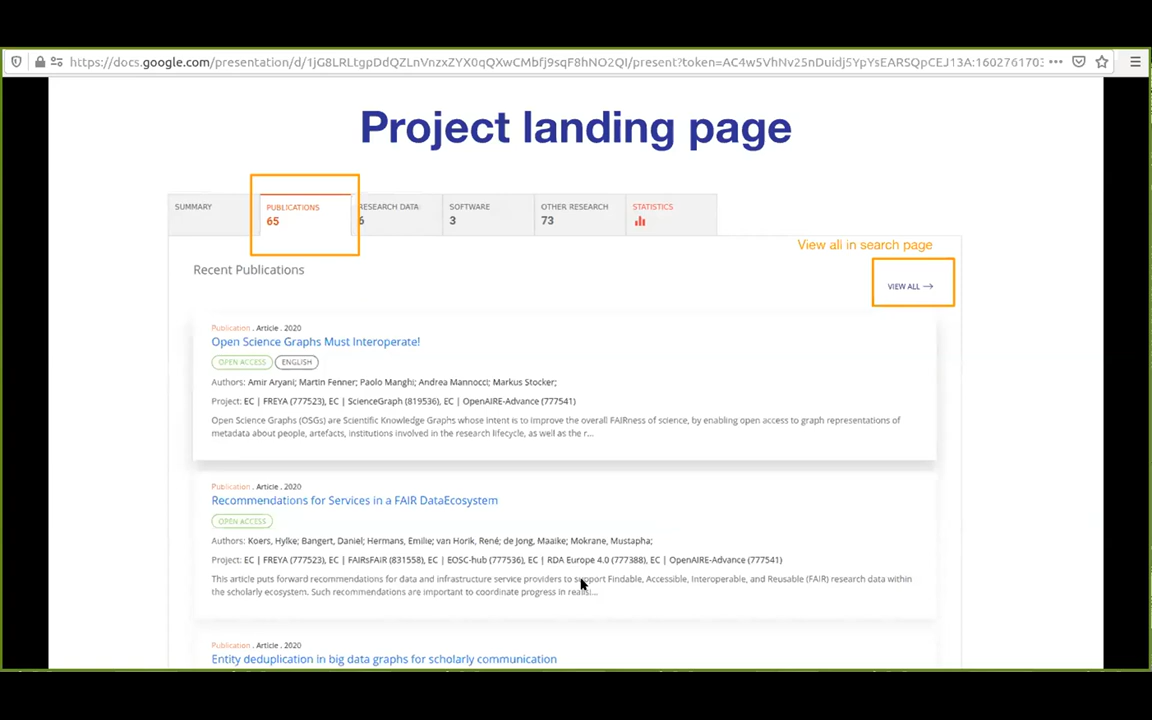 https://docs.google.com/presentation/d/1jG8LRLtgpDdQZLnVnzxZYX0qQXwCMbfj9sqF8hNO2QI/present?token=AC4w5VhNv25nDuidj5YpYsEARSQpCEJ13A:1602761703
Project landing page
SUMMARY PUBLICATIONS RESEARCH DATA SOFTWARE OTHER RESEARCH STATISTICS
65 6 3 73
View all in search page
Recent Publications
VIEW ALL →
Publication . Article . 2020
Open Science Graphs Must Interoperate!
OPEN ACCESS ENGLISH
Authors: Amir Aryani; Martin Fenner; Paolo Manghi; Andrea Mannocci; Markus Stocker;
Project: EC | FREYA (777523), EC | ScienceGraph (819536), EC | OpenAIRE-Advance (777541)
Open Science Graphs (OSGs) are Scientific Knowledge Graphs whose intent is to improve the overall FAIRness of science, by enabling open access to graph representations of
metadata about people, artefacts, institutions involved in the research lifecycle, as well as the r...
Publication . Article . 2020
Recommendations for Services in a FAIR DataEcosystem
OPEN ACCESS
Authors: Koers, Hylke; Bangert, Daniel; Hermans, Emilie; van Horik, René; de Jong, Maaike; Mokrane, Mustapha;
Project: EC | FREYA (777523), EC | FAIRsFAIR (831558), EC | EOSC-hub (777536), EC | RDA Europe 4.0 (777388), EC | OpenAIRE-Advance (777541)
This article puts forward recommendations for data and infrastructure service providers to support Findable, Accessible, Interoperable, and Reusable (FAIR) research data within
the scholarly ecosystem. Such recommendations are important to coordinate progress in realisi...
Publication . Article . 2020
Entity deduplication in big data graphs for scholarly communication